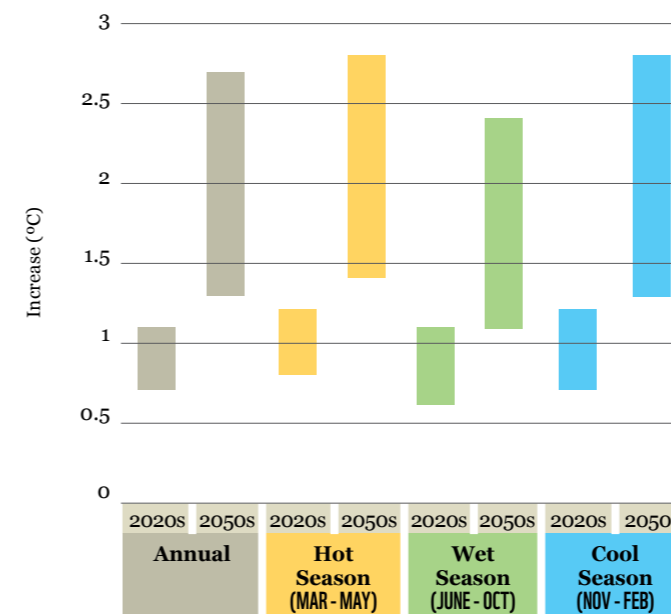 3
2.5
2
1.5
1
0.5
0
Increase (ºC)
2020s 2050s 2020s 2050s 2020s 2050s 2020s 2050
Annual
Hot Season (MAR - MAY)
Wet Season (JUNE - OCT)
Cool Season (NOV - FEB)